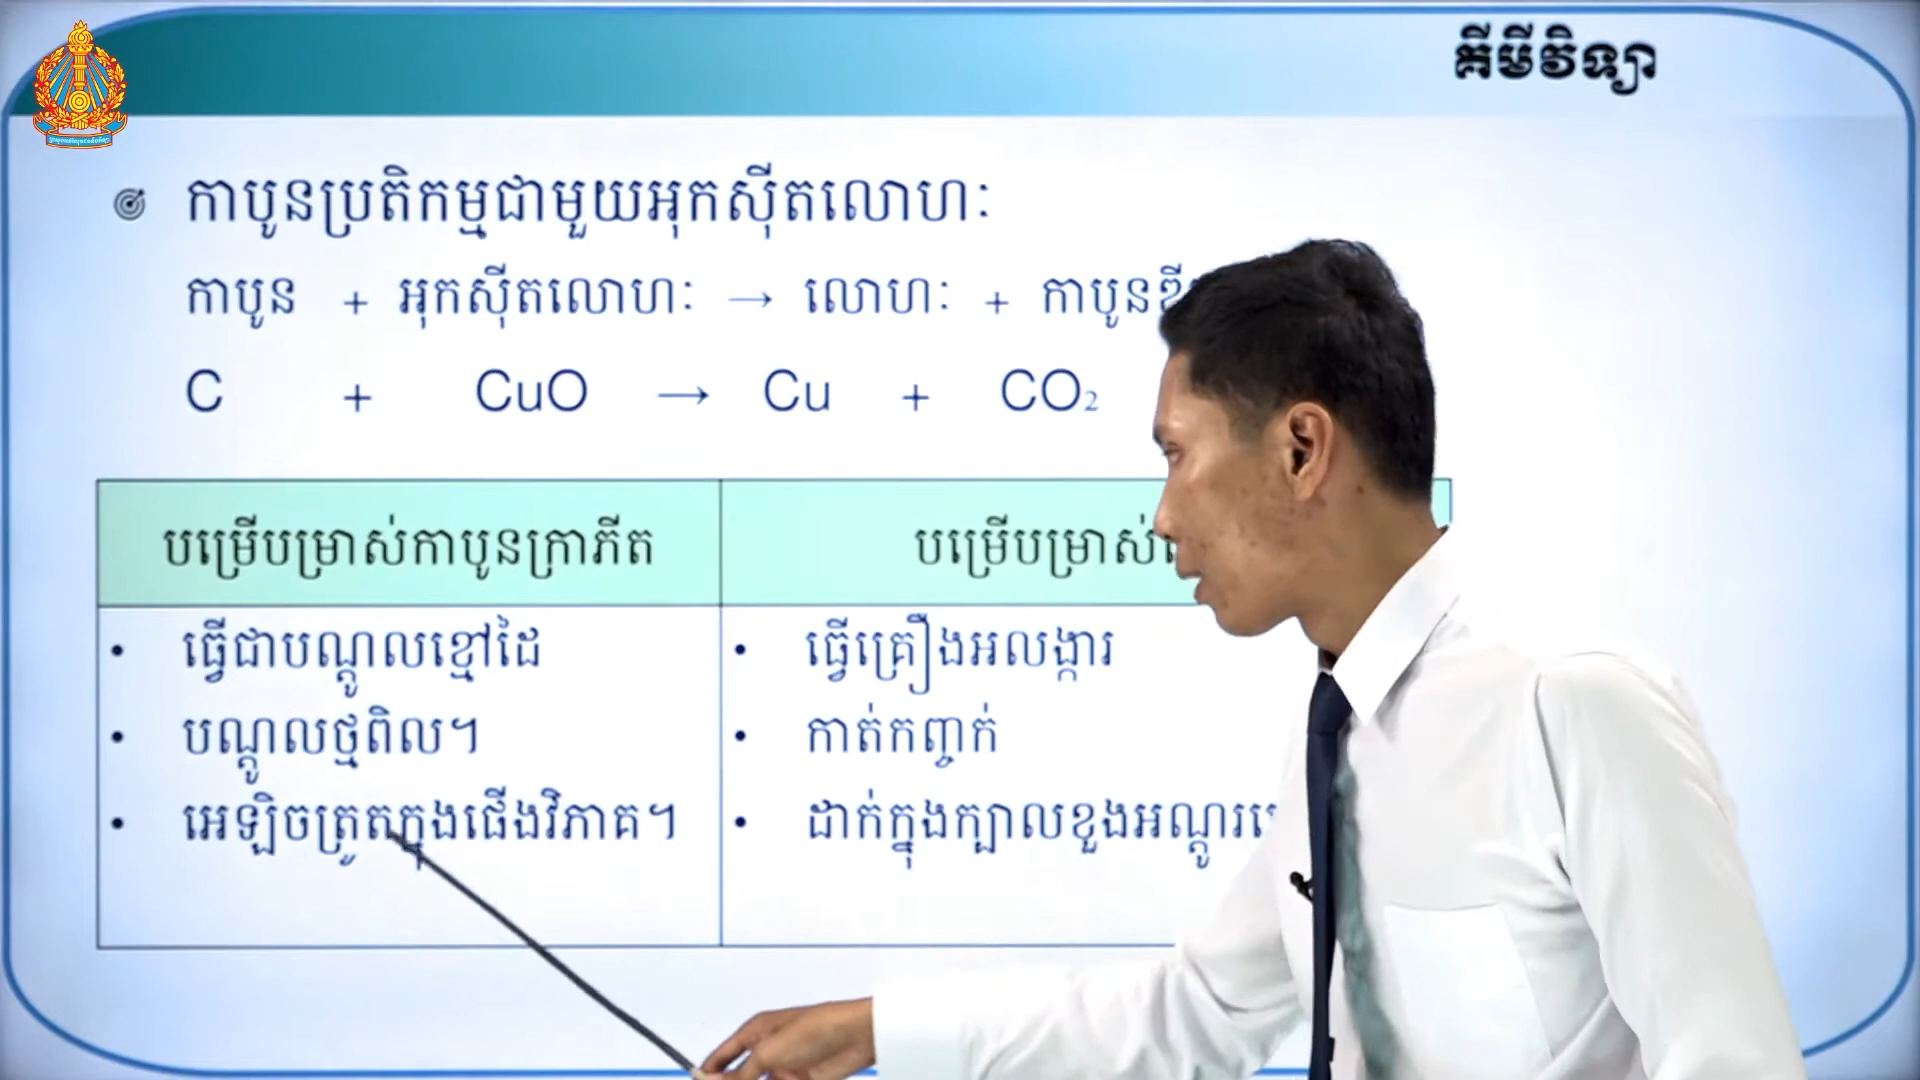 គីមីវិទ្យា
កាបូនប្រតិកម្មជាមួយអុកស៊ីតលោហៈ
កាបូន + អុកស៊ីតលោហៈ → លោហៈ +
C + CuO → Cu + CO₂
បម្រើបម្រាស់កាបូនក្រាភីត
បម្រើបម្រាស់
• ធ្វើជាបណ្តូលខ្មៅដៃ
• បណ្តូលថ្មពិល។
• អេឡិចត្រូតក្នុងផើងវិភាគ។
• ធ្វើគ្រឿងអលង្ការ
• កាត់កញ្ចក់
• ដាក់ក្នុងក្បាលខួងអណ្តូរ